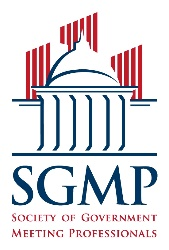 SGMP
SOCIETY OF GOVERNMENT
MEETING PROFESSIONALS